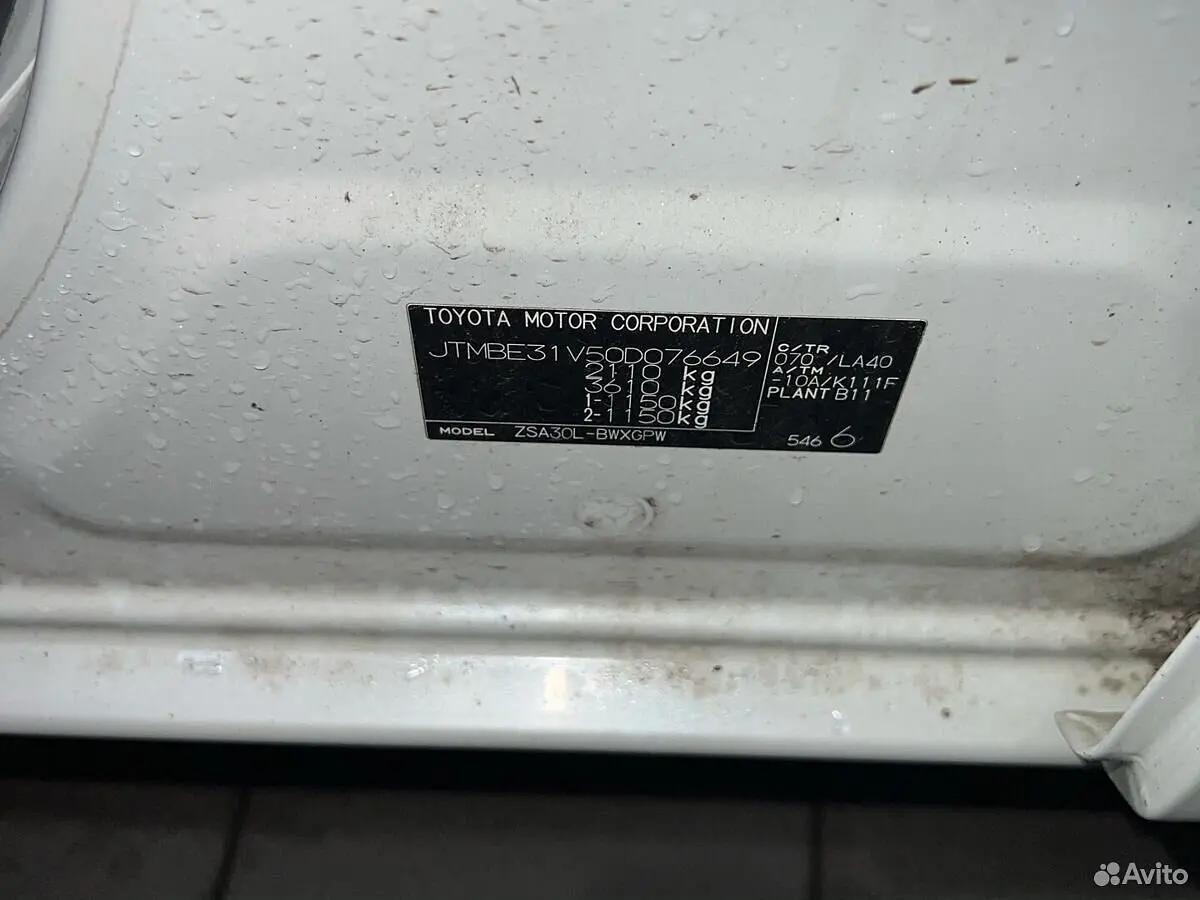 TOYOTA MOTOR CORPORATION
JTMBE31V50D076649
2110 kg
3610 kg
1-1150kg
2-1150kg
C/TR
070 /LA40
A/TM
-10A/K111F
PLANT B11
MODEL ZSA30L-BWXGPW
546 6
Avito